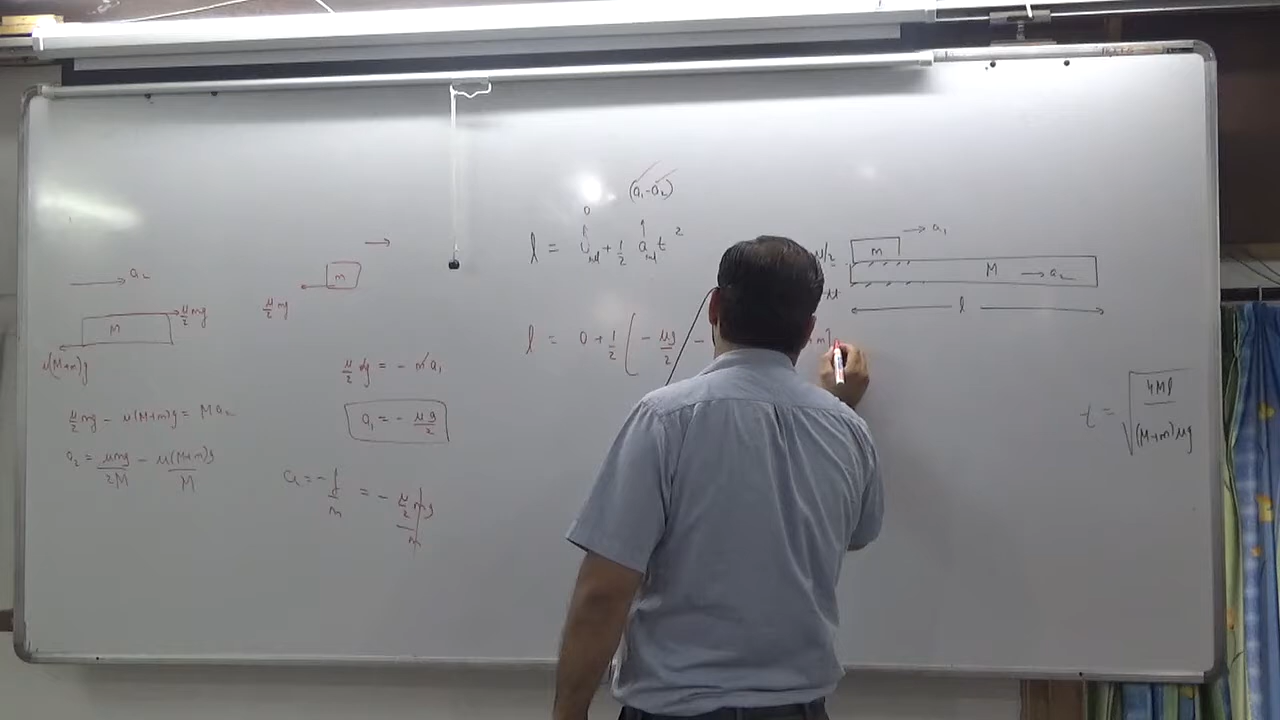 a₂
M
μ/2 mg
μ(M+m)g
μ/2 mg - μ(M+m)g = Ma₂
a₂ = μmg/2M - μ(M+m)g/M
m
μ/2 mg
μ/2 mg = - m a₁
a₁ = - μg/2
a = - f/m = - μ/2 mg/m
0 (a₁-a₂)
l = U + 1/2 a t²
l = 0 + 1/2 ( - μg/2 -
m a₁
M a₂
μ/2
l
t = √4Ml/(M+m)μg